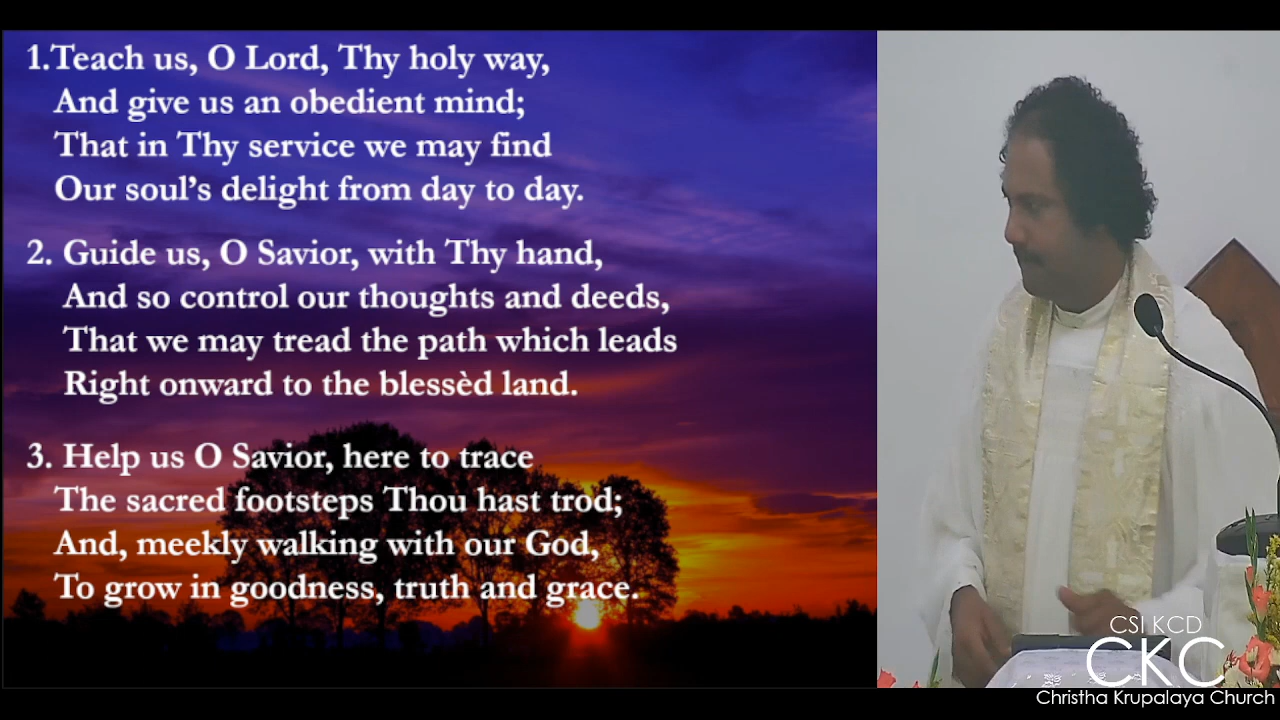 1.Teach us, O Lord, Thy holy way,
And give us an obedient mind;
That in Thy service we may find
Our soul’s delight from day to day.
2. Guide us, O Savior, with Thy hand,
And so control our thoughts and deeds,
That we may tread the path which leads
Right onward to the blessèd land.
3. Help us O Savior, here to trace
The sacred footsteps Thou hast trod;
And, meekly walking with our God,
To grow in goodness, truth and grace.
CSI KCD
CKC
Christha Krupalaya Church